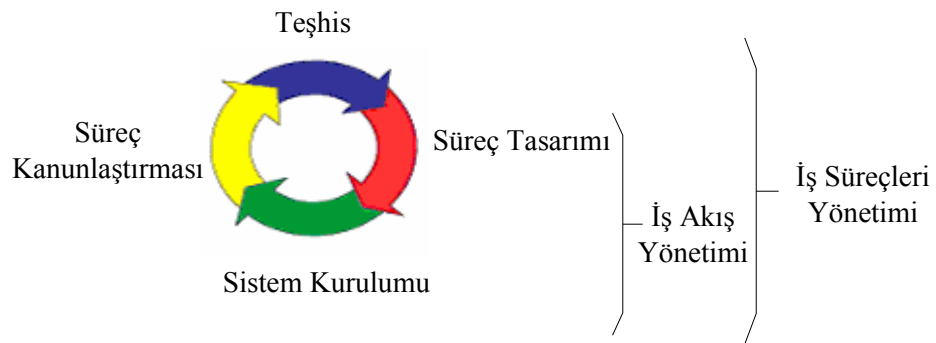 Teşhis
Süreç
Kanunlaştırması
Süreç Tasarımı
İş Süreçleri
Yönetimi
İş Akış
Yönetimi
Sistem Kurulumu